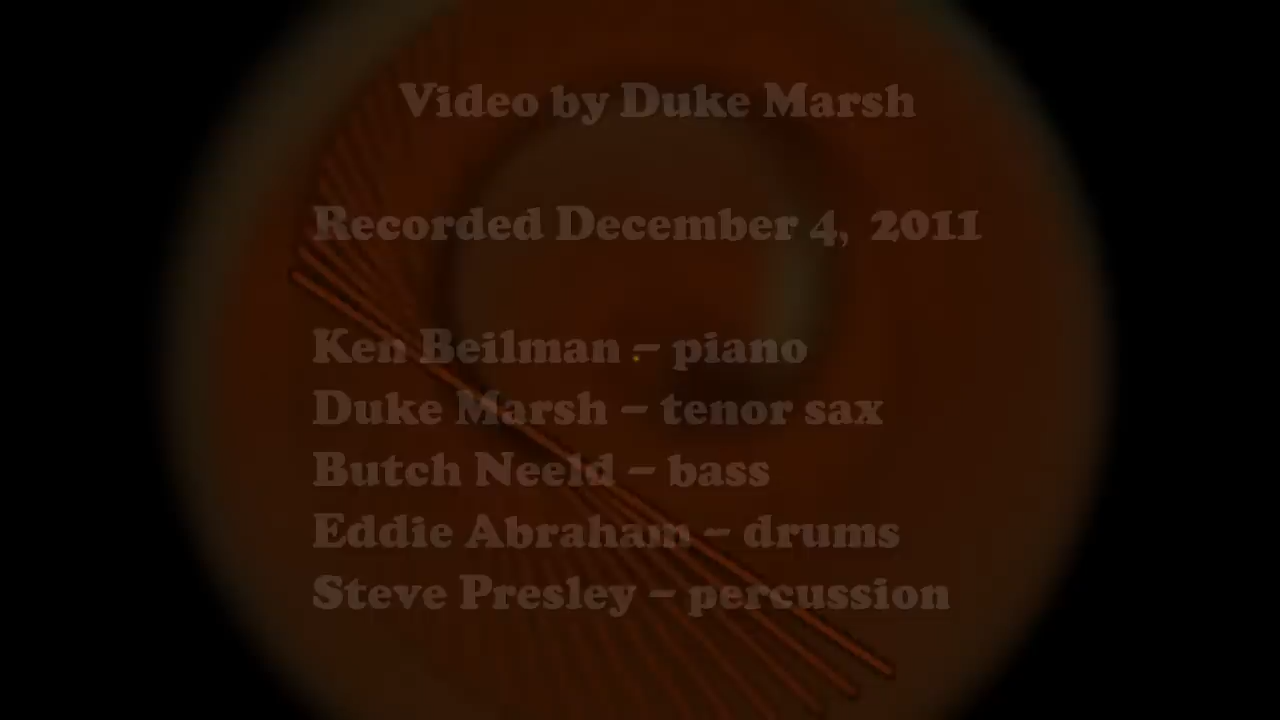 Video by Duke Marsh
Recorded December 4, 2011
Ken Beilman – piano
Duke Marsh – tenor sax
Butch Neeld – bass
Eddie Abraham – drums
Steve Presley – percussion